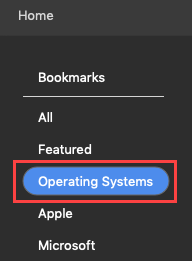 Home
Bookmarks
All
Featured
Operating Systems
Apple
Microsoft